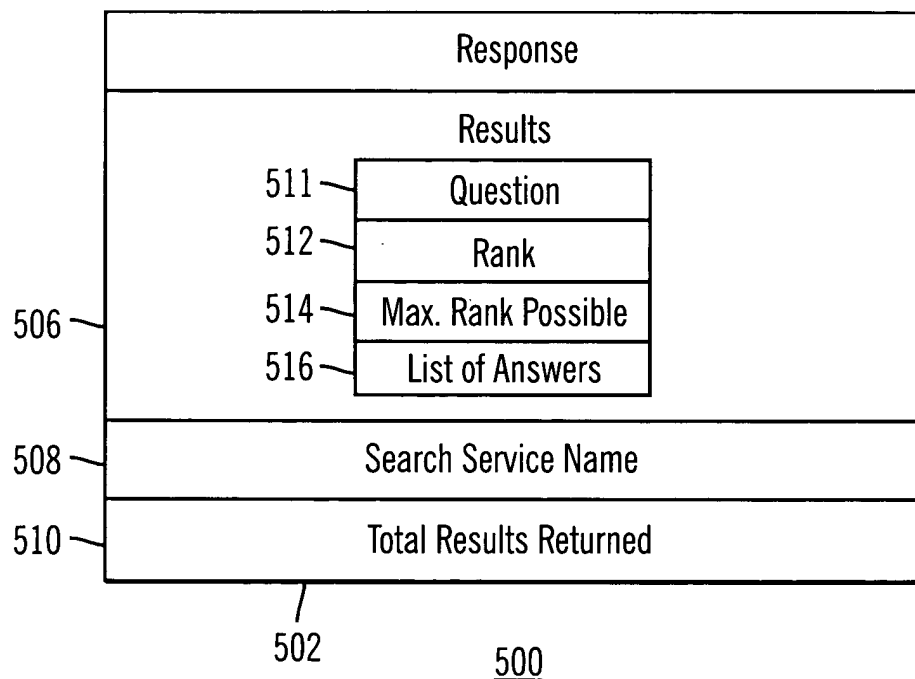 Response
Results
511 Question
512 Rank
514 Max. Rank Possible
506
516 List of Answers
508 Search Service Name
510 Total Results Returned
502
500